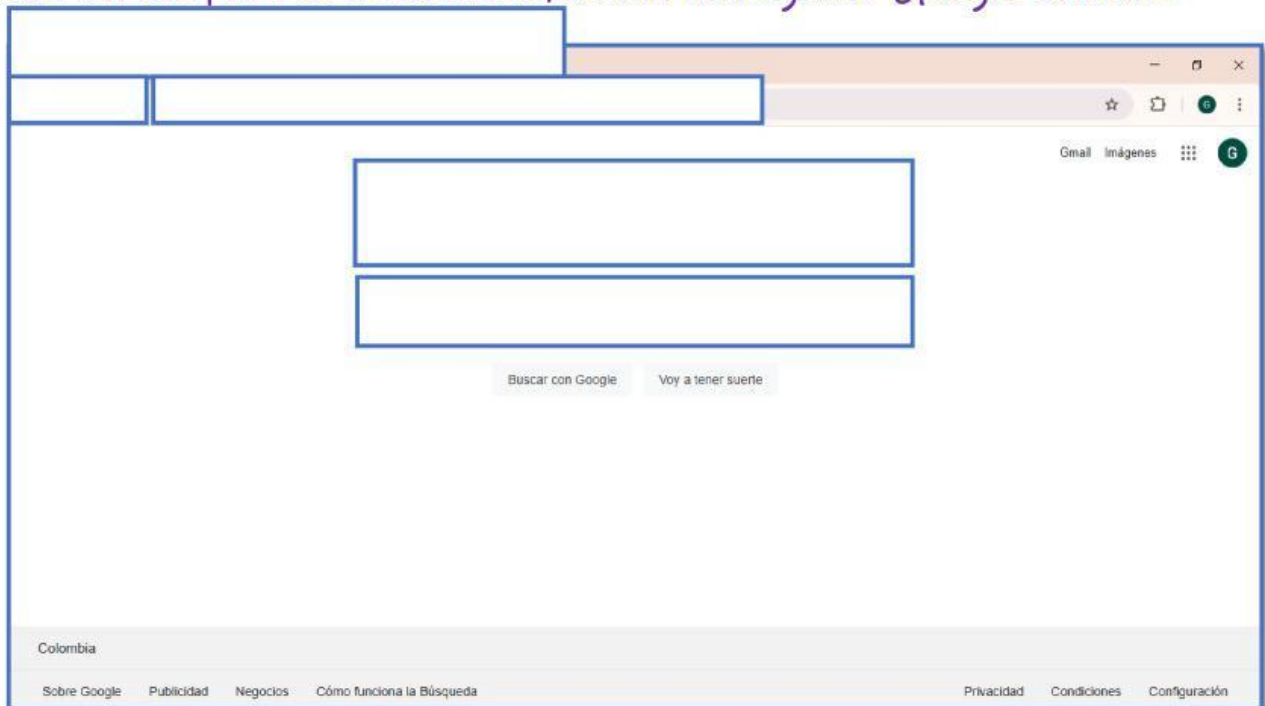 Gmail Imágenes
G
Buscar con Google Voy a tener suerte
Colombia
Sobre Google Publicidad Negocios Cómo funciona la Búsqueda Privacidad Condiciones Configuración